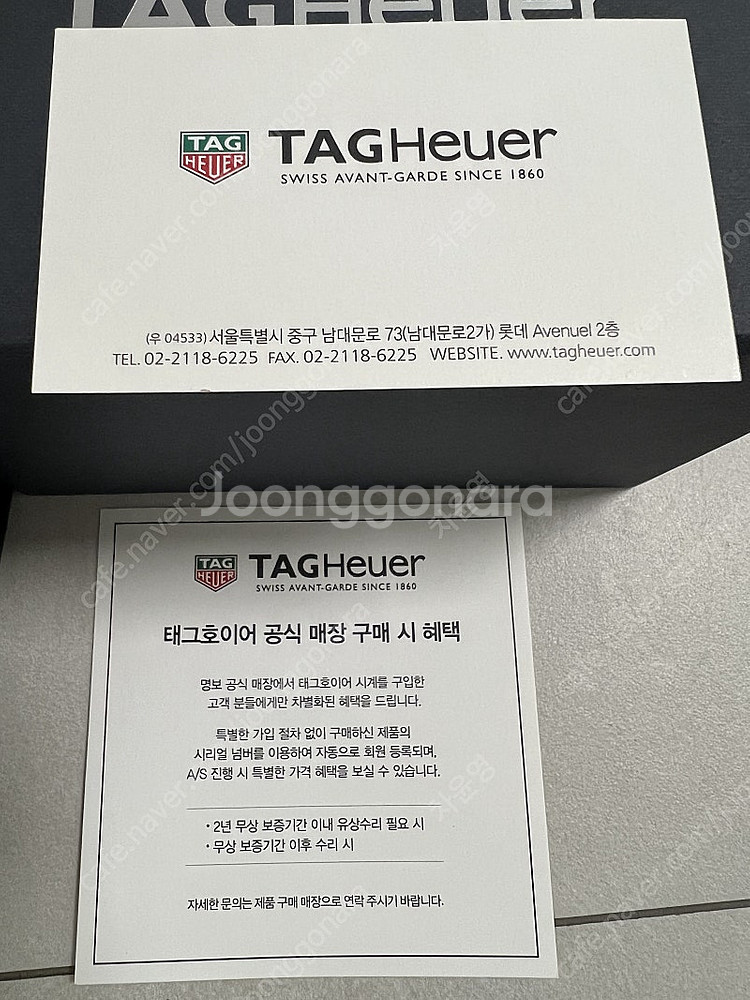 TAGHeuer
TAG
HEUER
TAGHeuer
SWISS AVANT-GARDE SINCE 1860
(우 04533) 서울특별시 중구 남대문로 73(남대문로2가) 롯데 Avenuel 2층
TEL. 02-2118-6225 FAX. 02-2118-6225 WEBSITE. www.tagheuer.com
Joonggonara
차윤영
cafe.naver.com/joonggonara
TAG
HEUER
TAGHeuer
SWISS AVANT-GARDE SINCE 1860
태그호이어 공식 매장 구매 시 혜택
명보 공식 매장에서 태그호이어 시계를 구입한
고객 분들에게만 차별화된 혜택을 드립니다.
특별한 가입 절차 없이 구매하신 제품의
시리얼 넘버를 이용하여 자동으로 회원 등록되며,
A/S 진행 시 특별한 가격 혜택을 보실 수 있습니다.
• 2년 무상 보증기간 이내 유상수리 필요 시
• 무상 보증기간 이후 수리 시
자세한 문의는 제품 구매 매장으로 연락 주시기 바랍니다.